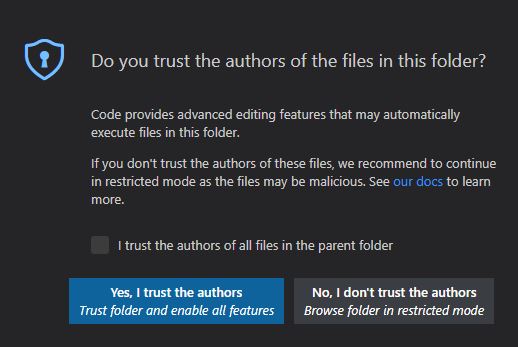 Do you trust the authors of the files in this folder?
Code provides advanced editing features that may automatically
execute files in this folder.
If you don't trust the authors of these files, we recommend to continue
in restricted mode as the files may be malicious. See our docs to learn
more.
I trust the authors of all files in the parent folder
Yes, I trust the authors
Trust folder and enable all features
No, I don't trust the authors
Browse folder in restricted mode